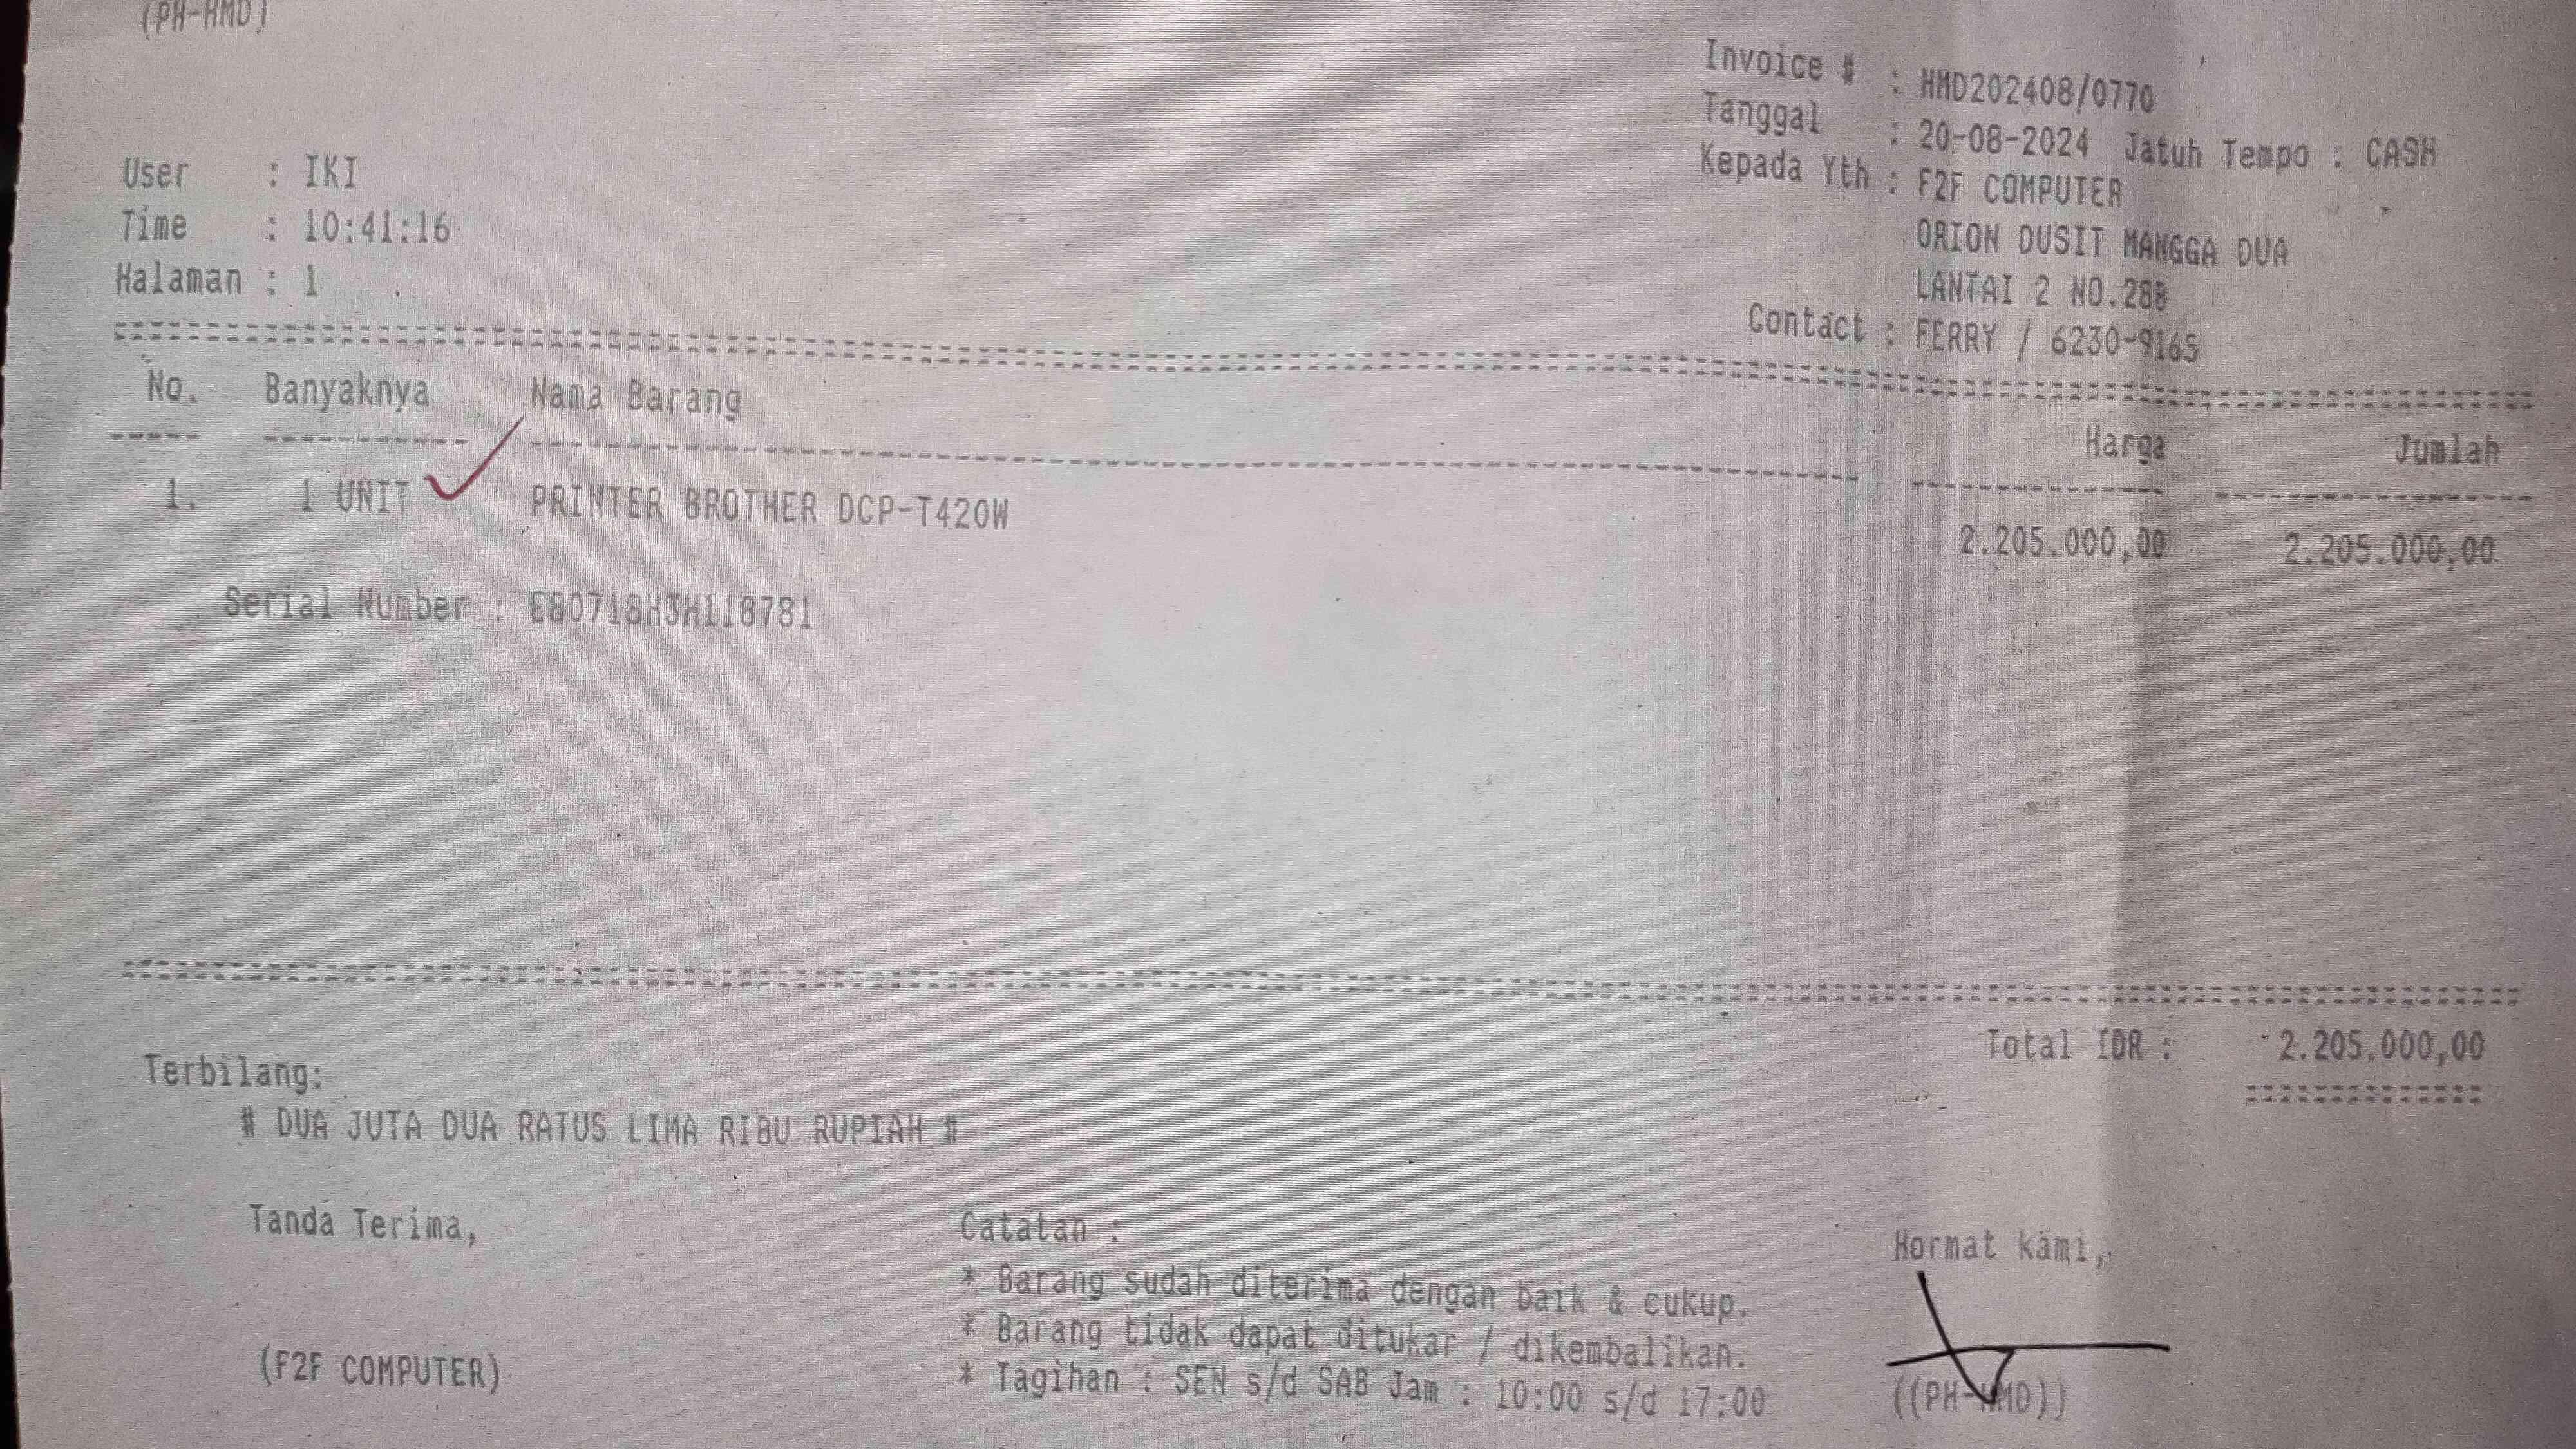 (PH-HMD)
Invoice # : HMD202408/0770
Tanggal : 20-08-2024 Jatuh Tempo : CASH
Kepada Yth : F2F COMPUTER
ORION DUSIT MANGGA DUA
LANTAI 2 NO.28B
Contact : FERRY / 6230-9165
User : IKI
Time : 10:41:16
Halaman : 1
No. Banyaknya Nama Barang Harga Jumlah
1. 1 UNIT PRINTER BROTHER DCP-T420W 2.205.000,00 2.205.000,00
Serial Number : E80718H3H118781
Total IDR : 2.205.000,00
Terbilang:
# DUA JUTA DUA RATUS LIMA RIBU RUPIAH #
Tanda Terima,
(F2F COMPUTER)
Catatan :
* Barang sudah diterima dengan baik & cukup.
* Barang tidak dapat ditukar / dikembalikan.
* Tagihan : SEN s/d SAB Jam : 10:00 s/d 17:00
Hormat kami,
((PH-HMD))